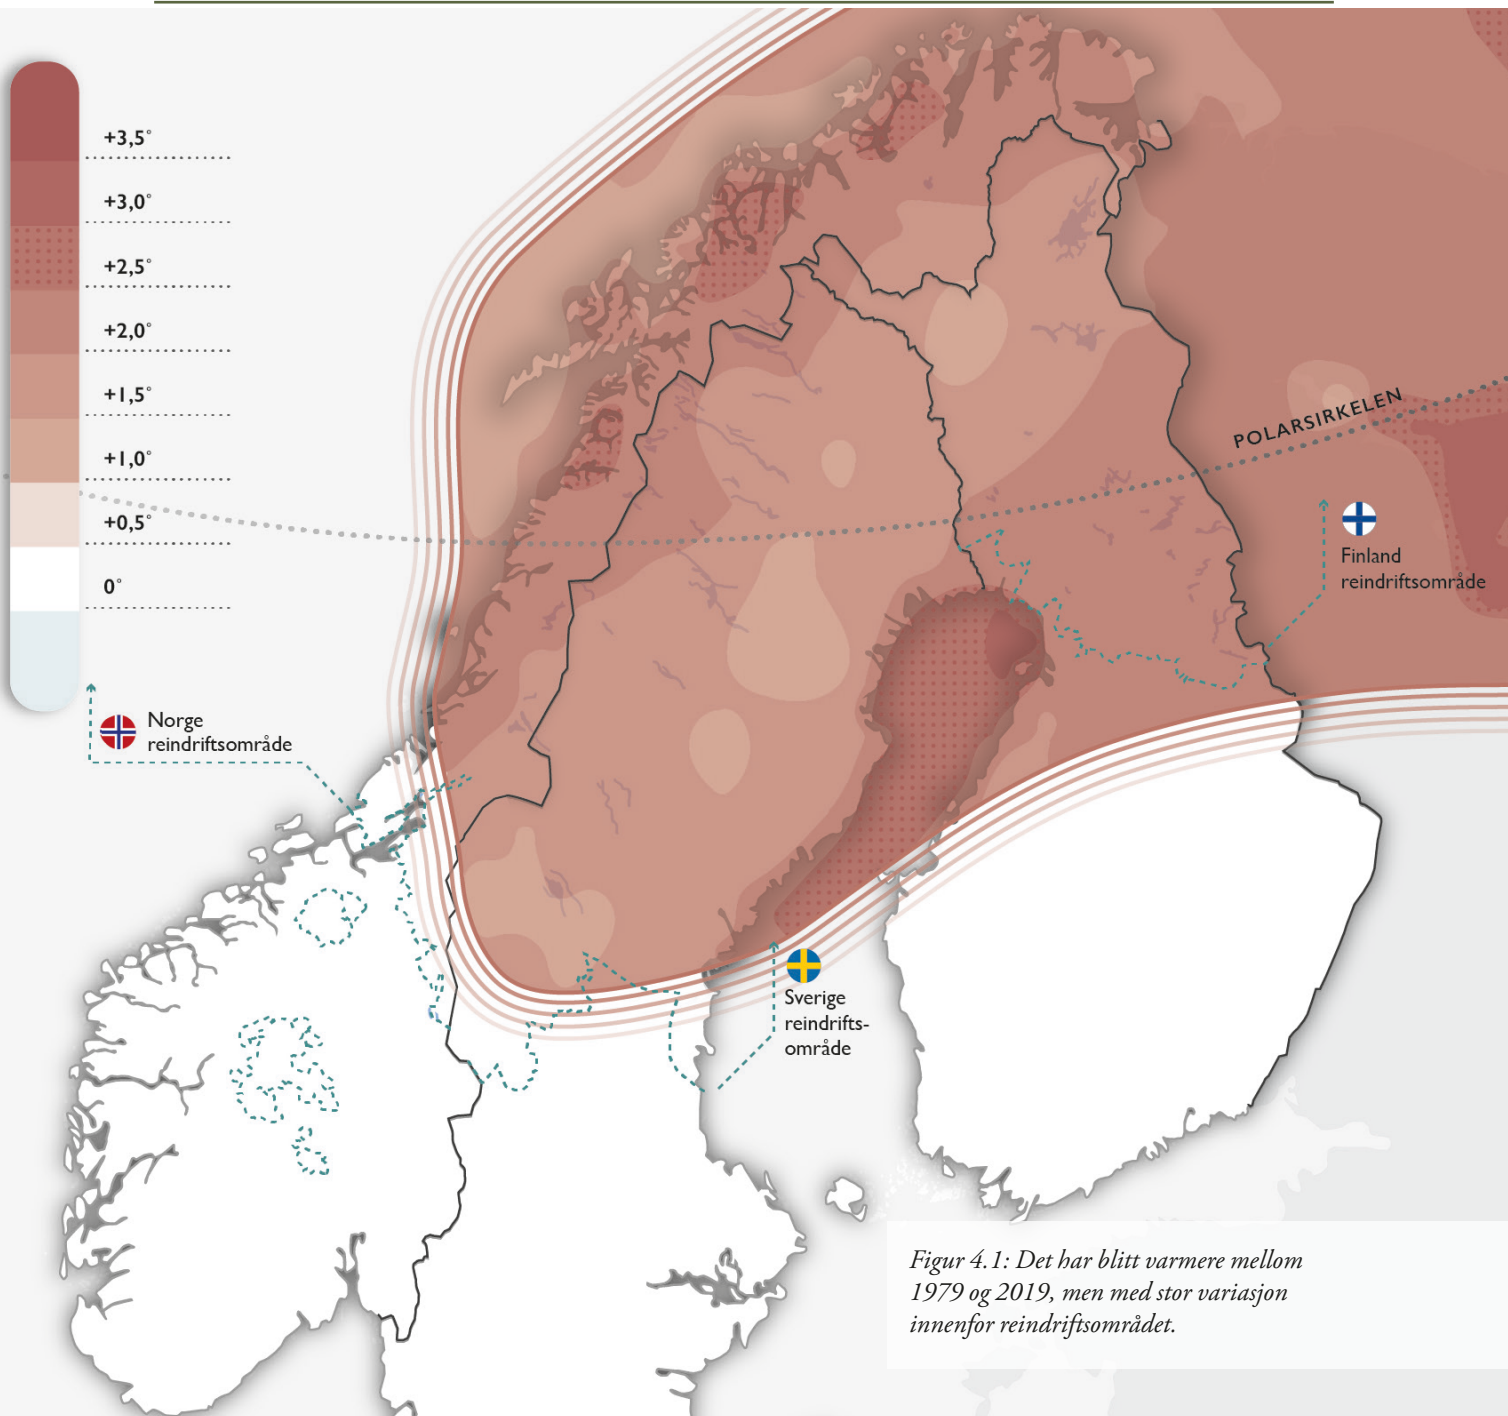 +3,5°
+3,0°
+2,5°
+2,0°
+1,5°
+1,0°
+0,5°
0°
POLARSIRKELEN
Finland
reindriftsområde
Norge
reindriftsområde
Sverige
reindrifts-
område
Figur 4.1: Det har blitt varmere mellom
1979 og 2019, men med stor variasjon
innenfor reindriftsområdet.